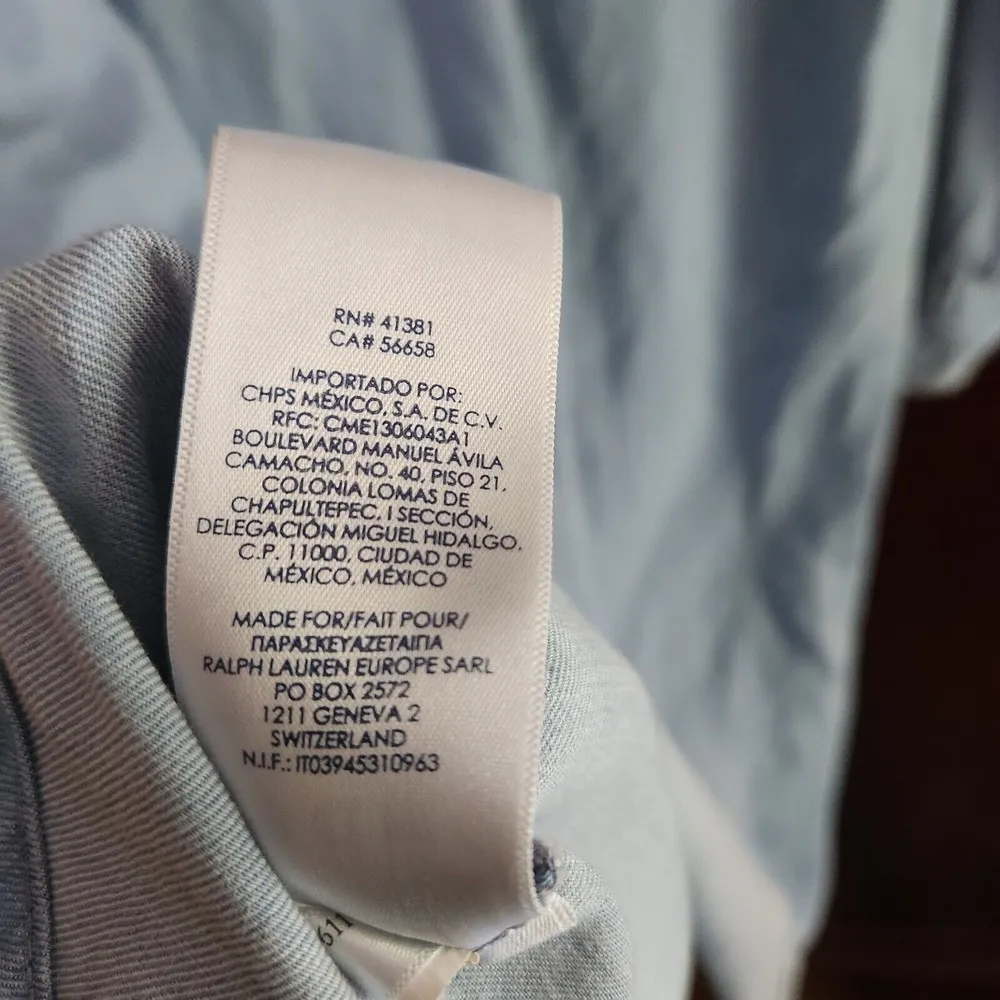 RN# 41381
CA# 56658
IMPORTADO POR:
CHPS MÉXICO, S.A. DE C.V.
RFC: CME1306043A1
BOULEVARD MANUEL ÁVILA
CAMACHO, NO. 40, PISO 21,
COLONIA LOMAS DE
CHAPULTEPEC, I SECCIÓN,
DELEGACIÓN MIGUEL HIDALGO,
C.P. 11000, CIUDAD DE
MÉXICO, MÉXICO
MADE FOR/FAIT POUR/
ΠΑΡΑΣΚΕΥΑΖΕΤΑΙΓΙΑ
RALPH LAUREN EUROPE SARL
PO BOX 2572
1211 GENEVA 2
SWITZERLAND
N.I.F.: IT03945310963
611